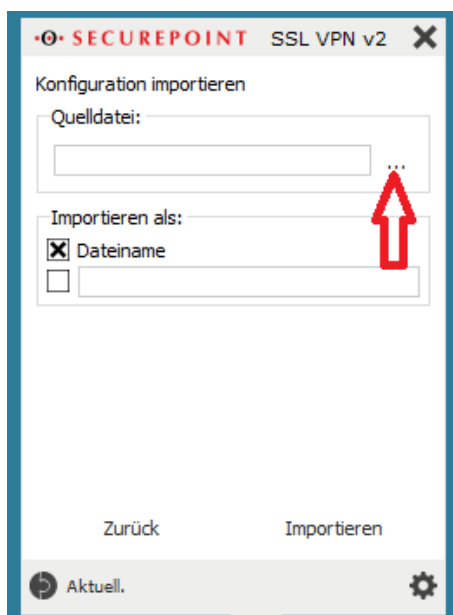 SECUREPOINT SSL VPN v2
Konfiguration importieren
Quelldatei:
...
Importieren als:
Dateiname
Zurück Importieren
Aktuell.